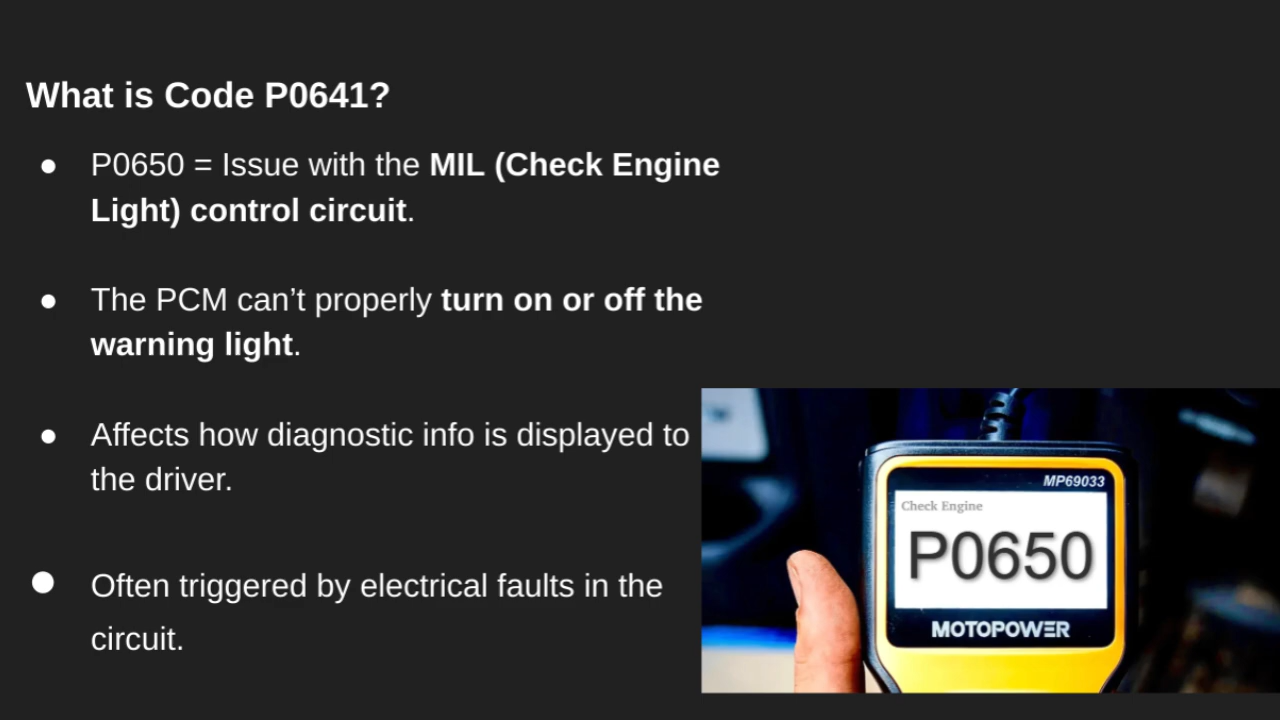 What is Code P0641?
● P0650 = Issue with the MIL (Check Engine
Light) control circuit.
● The PCM can’t properly turn on or off the
warning light.
● Affects how diagnostic info is displayed to
the driver.
● Often triggered by electrical faults in the
circuit.
MP69033
Check Engine
P0650
MOTOPOWER